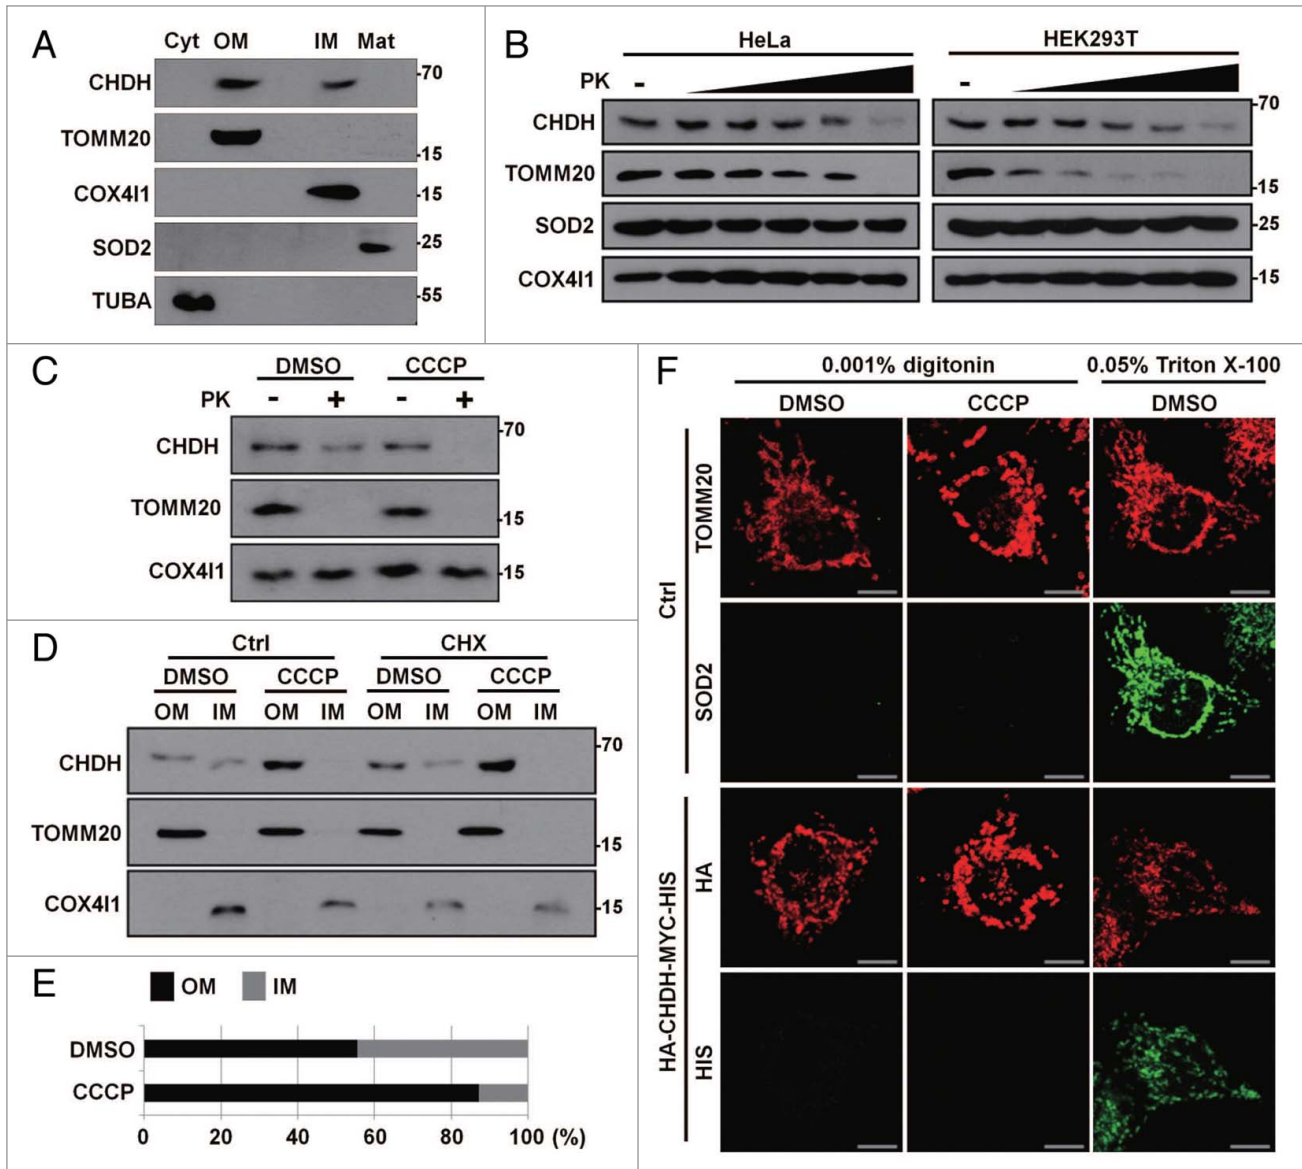 A
Cyt OM IM Mat
CHDH
-70
TOMM20
-15
COX4I1
-15
SOD2
-25
TUBA
-55
B
HeLa HEK293T
PK - -
CHDH
-70
TOMM20
-15
SOD2
-25
COX4I1
-15
C
DMSO CCCP
PK - + - +
CHDH
-70
TOMM20
-15
COX4I1
-15
D
Ctrl CHX
DMSO CCCP DMSO CCCP
OM IM OM IM OM IM OM IM
CHDH
-70
TOMM20
-15
COX4I1
-15
E
OM IM
DMSO
CCCP
0 20 40 60 80 100 (%)
F
0.001% digitonin 0.05% Triton X-100
DMSO CCCP DMSO
Ctrl
TOMM20
SOD2
HA-CHDH-MYC-HIS
HA
HIS